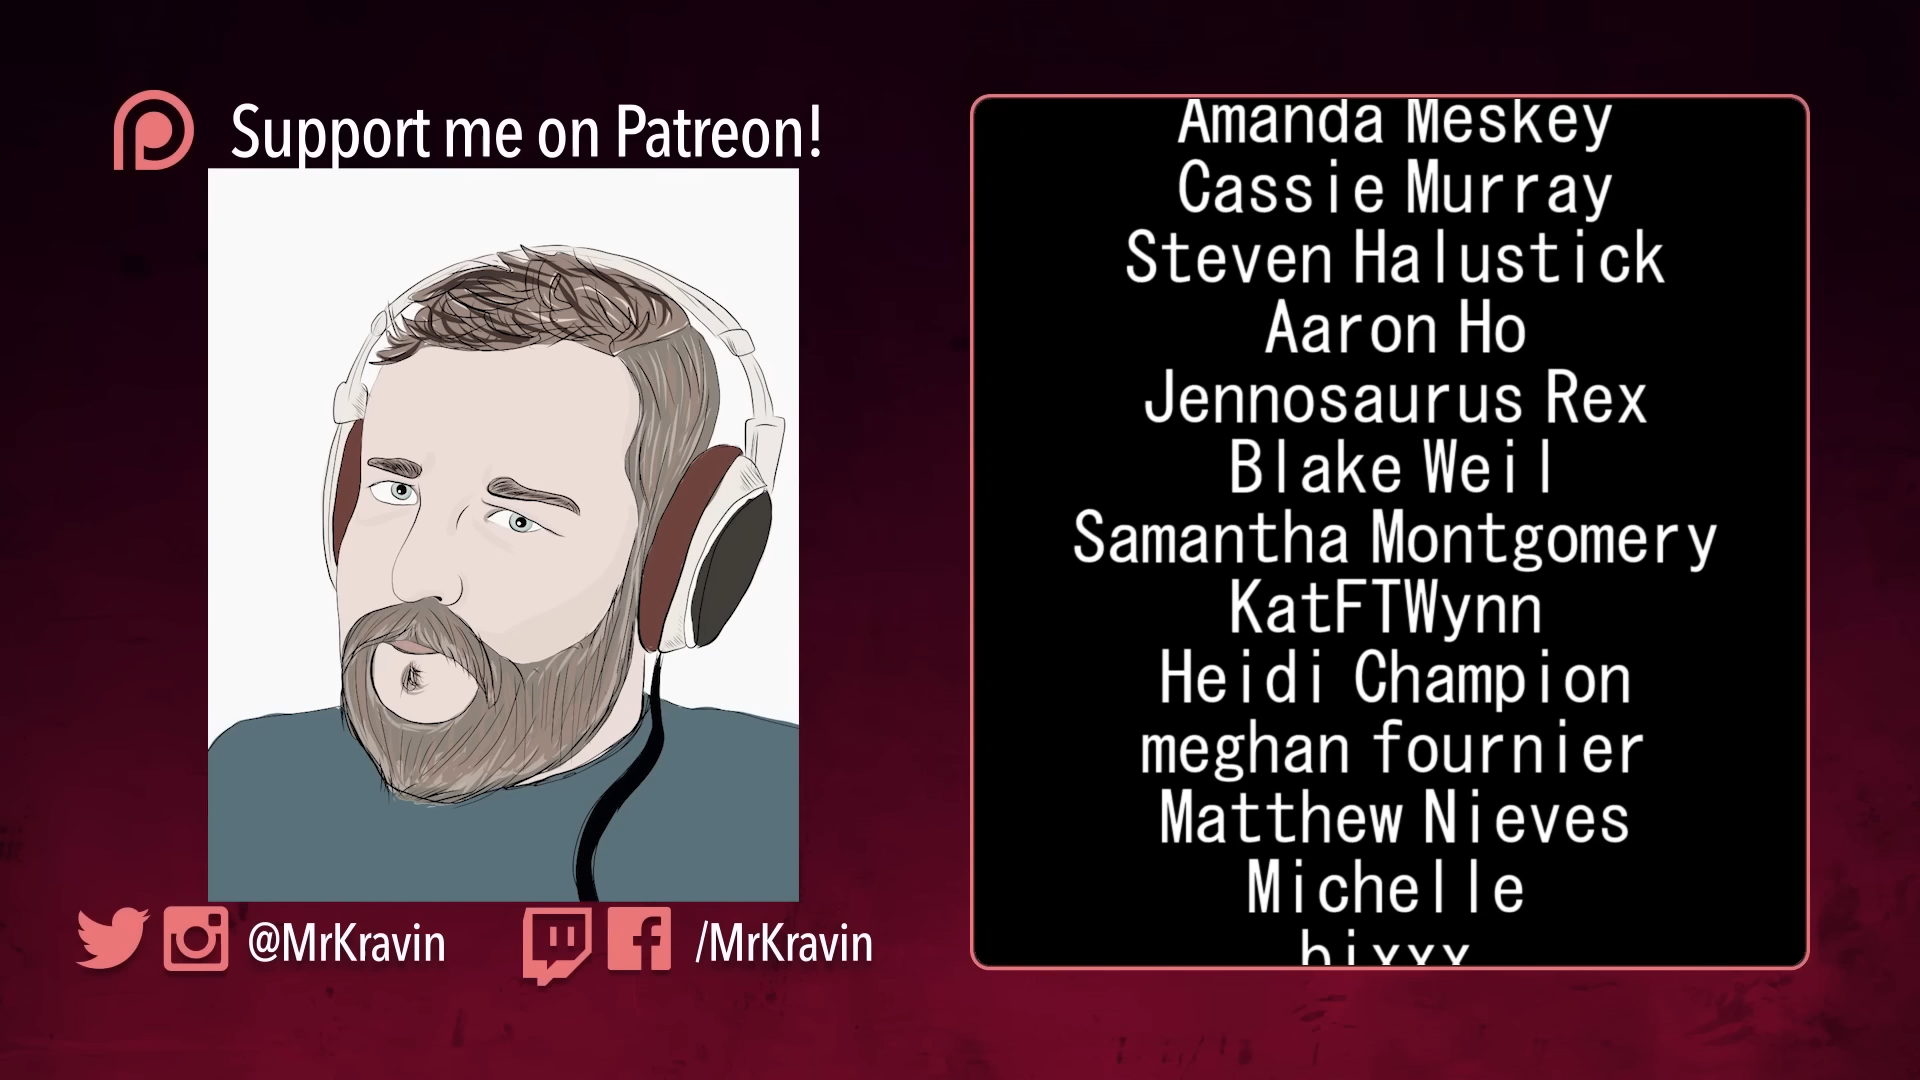 Support me on Patreon!
@MrKravin
/MrKravin
Amanda Meskey
Cassie Murray
Steven Halustick
Aaron Ho
Jennosaurus Rex
Blake Weil
Samantha Montgomery
KatFTWynn
Heidi Champion
meghan fournier
Matthew Nieves
Michelle